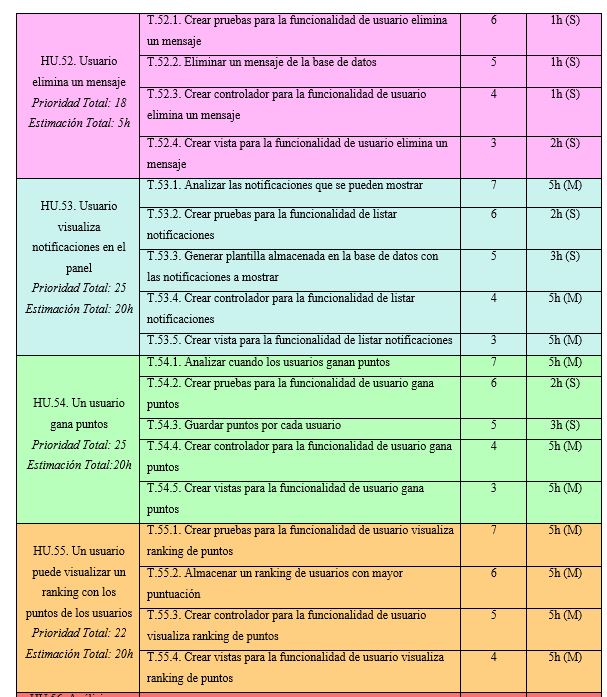 HU.52. Usuario
elimina un mensaje
Prioridad Total: 18
Estimación Total: 5h
T.52.1. Crear pruebas para la funcionalidad de usuario elimina
un mensaje
6
1h (S)
T.52.2. Eliminar un mensaje de la base de datos
5
1h (S)
T.52.3. Crear controlador para la funcionalidad de usuario
elimina un mensaje
4
1h (S)
T.52.4. Crear vista para la funcionalidad de usuario elimina un
mensaje
3
2h (S)
HU.53. Usuario
visualiza
notificaciones en el
panel
Prioridad Total: 25
Estimación Total: 20h
T.53.1. Analizar las notificaciones que se pueden mostrar
7
5h (M)
T.53.2. Crear pruebas para la funcionalidad de listar
notificaciones
6
2h (S)
T.53.3. Generar plantilla almacenada en la base de datos con
las notificaciones a mostrar
5
3h (S)
T.53.4. Crear controlador para la funcionalidad de listar
notificaciones
4
5h (M)
T.53.5. Crear vista para la funcionalidad de listar notificaciones
3
5h (M)
HU.54. Un usuario
gana puntos
Prioridad Total: 25
Estimación Total:20h
T.54.1. Analizar cuando los usuarios ganan puntos
7
5h (M)
T.54.2. Crear pruebas para la funcionalidad de usuario gana
puntos
6
2h (S)
T.54.3. Guardar puntos por cada usuario
5
3h (S)
T.54.4. Crear controlador para la funcionalidad de usuario gana
puntos
4
5h (M)
T.54.5. Crear vistas para la funcionalidad de usuario gana
puntos
3
5h (M)
HU.55. Un usuario
puede visualizar un
ranking con los
puntos de los usuarios
Prioridad Total: 22
Estimación Total: 20h
T.55.1. Crear pruebas para la funcionalidad de usuario visualiza
ranking de puntos
7
5h (M)
T.55.2. Almacenar un ranking de usuarios con mayor
puntuación
6
5h (M)
T.55.3. Crear controlador para la funcionalidad de usuario
visualiza ranking de puntos
5
5h (M)
T.55.4. Crear vistas para la funcionalidad de usuario visualiza
ranking de puntos
4
5h (M)